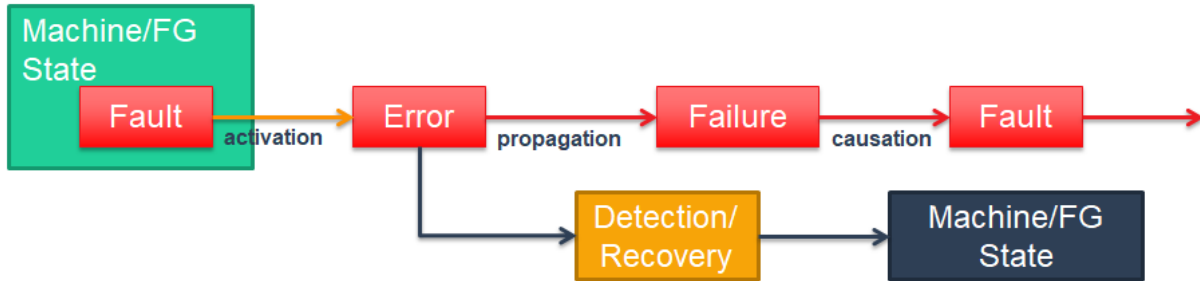 Machine/FG
State
Fault
activation
Error
propagation
Failure
causation
Fault
Detection/
Recovery
Machine/FG
State